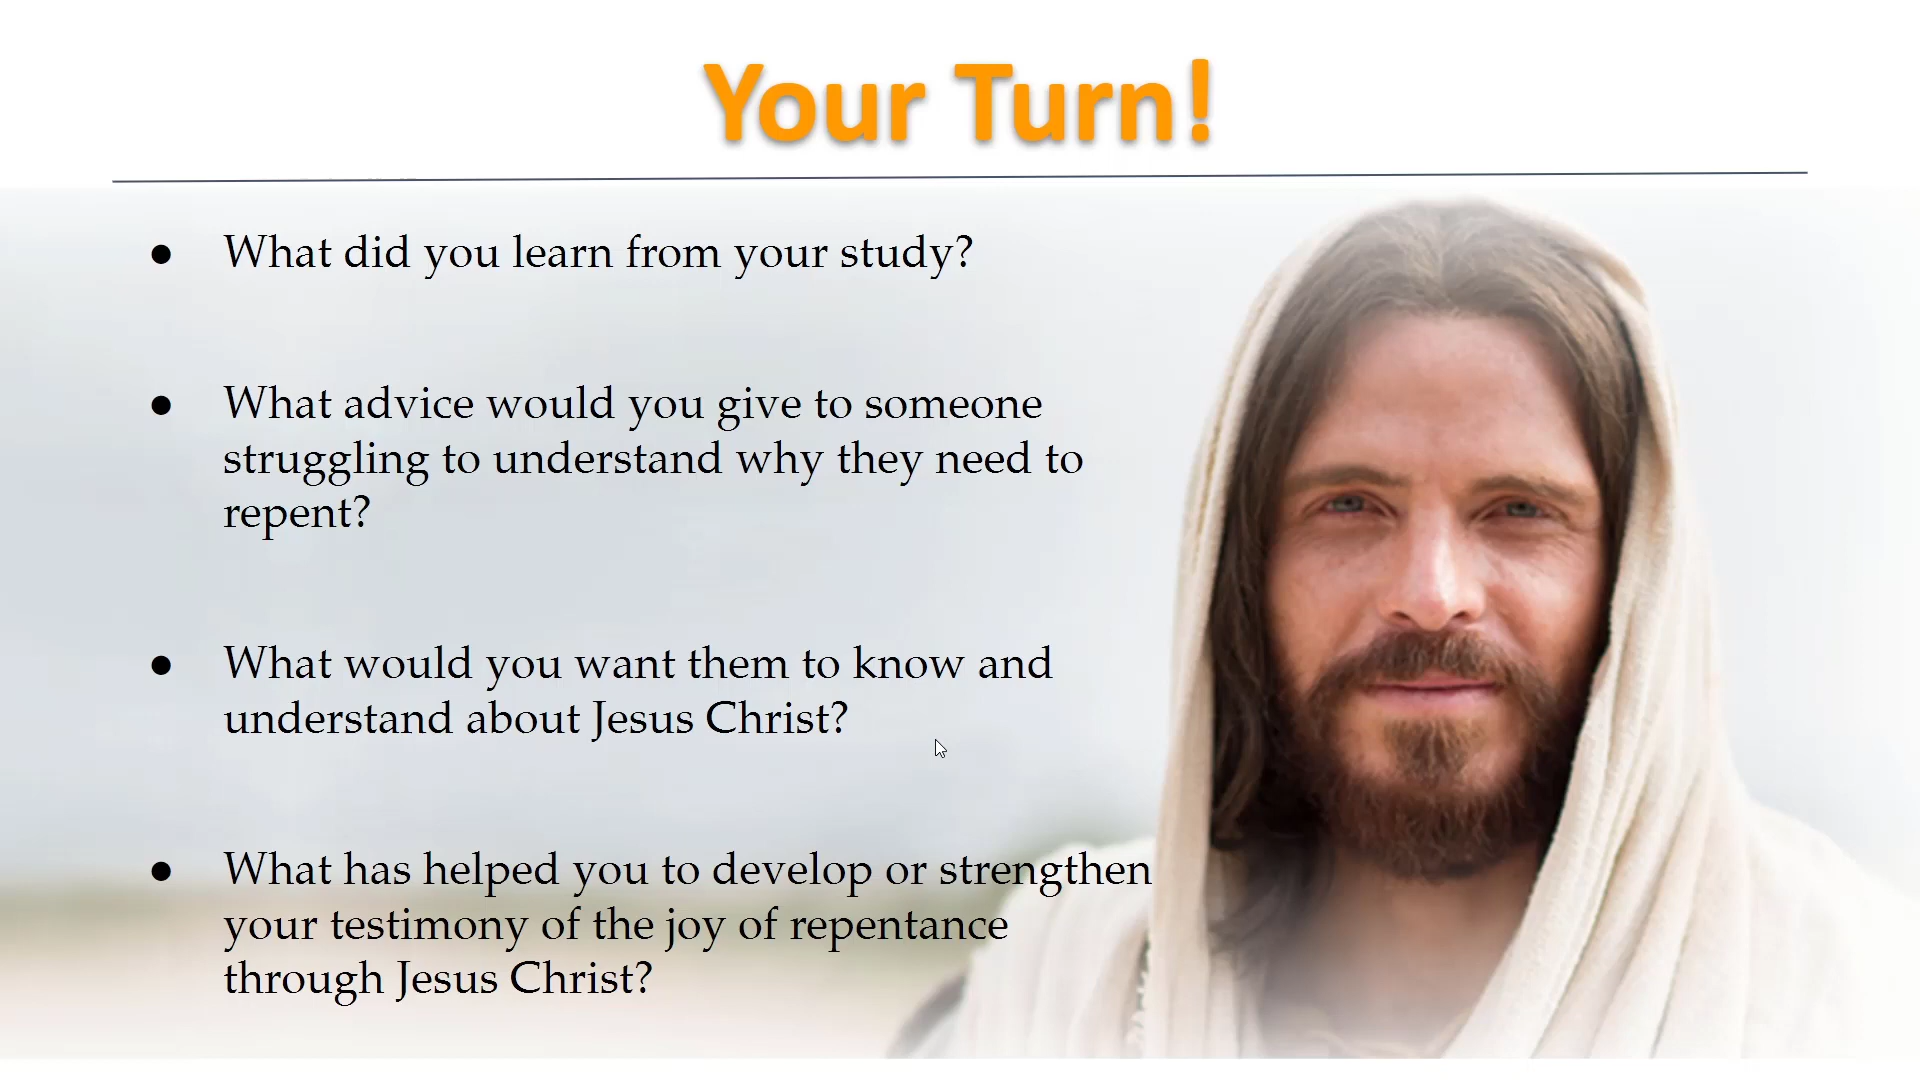 Your Turn!
● What did you learn from your study?
● What advice would you give to someone
struggling to understand why they need to
repent?
● What would you want them to know and
understand about Jesus Christ?
● What has helped you to develop or strengthen
your testimony of the joy of repentance
through Jesus Christ?